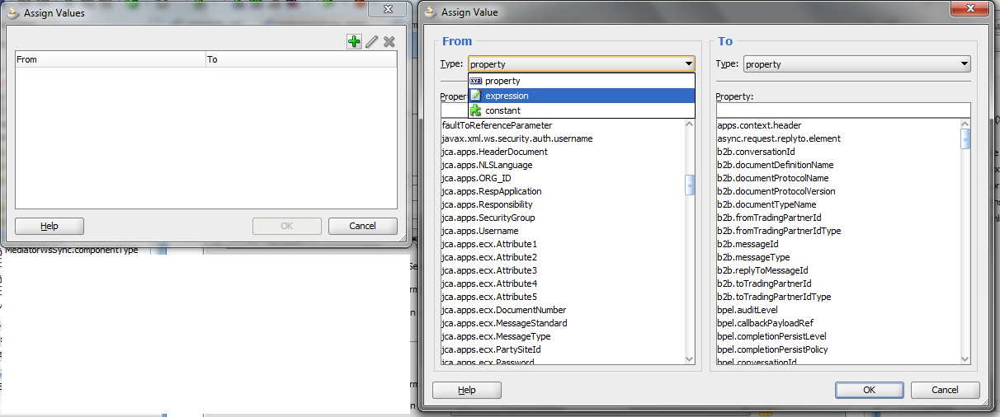 Assign Values
From To
Help OK Cancel
MediatorWsSync.componentType
Assign Value
From
Type: property
property
expression
constant
faultToReferenceParameter
javax.xml.ws.security.auth.username
jca.apps.HeaderDocument
jca.apps.NLSLanguage
jca.apps.ORG_ID
jca.apps.RespApplication
jca.apps.Responsibility
jca.apps.SecurityGroup
jca.apps.Username
jca.apps.ecx.Attribute1
jca.apps.ecx.Attribute2
jca.apps.ecx.Attribute3
jca.apps.ecx.Attribute4
jca.apps.ecx.Attribute5
jca.apps.ecx.DocumentNumber
jca.apps.ecx.MessageStandard
jca.apps.ecx.MessageType
jca.apps.ecx.PartySiteId
jca.apps.ecx.Password
To
Type: property
Property:
apps.context.header
async.request.replyto.element
b2b.conversationId
b2b.documentDefinitionName
b2b.documentProtocolName
b2b.documentProtocolVersion
b2b.documentTypeName
b2b.fromTradingPartnerId
b2b.fromTradingPartnerIdType
b2b.messageId
b2b.messageType
b2b.replyToMessageId
b2b.toTradingPartnerId
b2b.toTradingPartnerIdType
bpel.auditLevel
bpel.callbackPayloadRef
bpel.completionPersistLevel
bpel.completionPersistPolicy
bpel.conversationId
Help OK Cancel